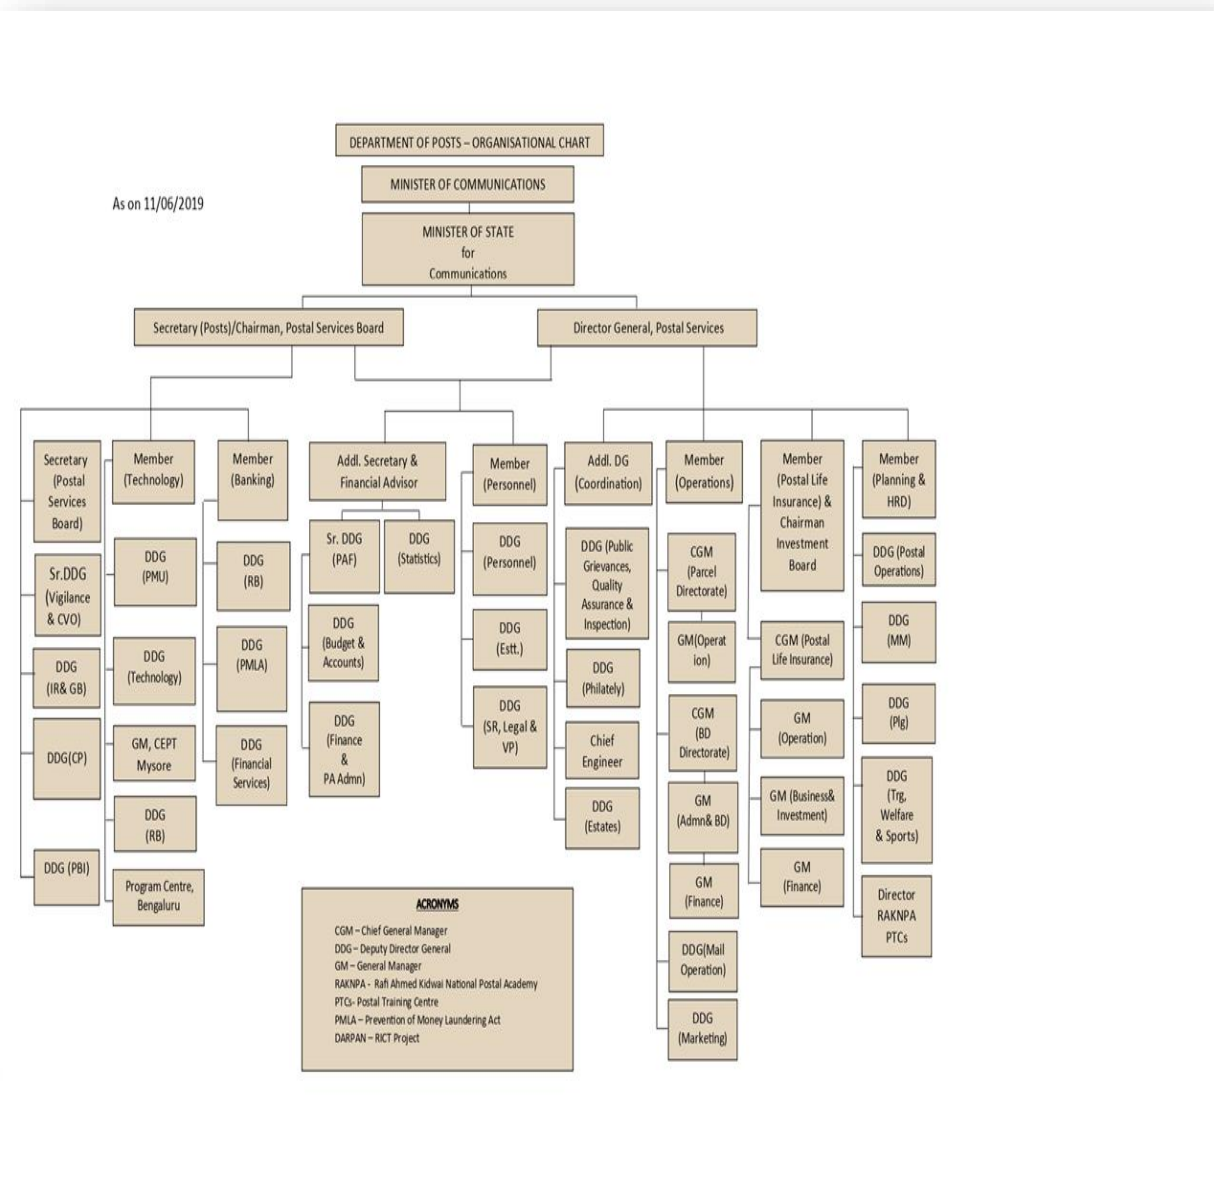 DEPARTMENT OF POSTS – ORGANISATIONAL CHART
MINISTER OF COMMUNICATIONS
As on 11/06/2019
MINISTER OF STATE
for
Communications
Secretary (Posts)/Chairman, Postal Services Board
Director General, Postal Services
Secretary
(Postal
Services
Board)
Sr.DDG
(Vigilance
& CVO)
DDG
(IR& GB)
DDG(CP)
DDG (PBI)
Member
(Technology)
DDG
(PMU)
DDG
(Technology)
GM, CEPT
Mysore
DDG
(RB)
Program Centre,
Bengaluru
Member
(Banking)
DDG
(RB)
DDG
(PMLA)
DDG
(Financial
Services)
Addl. Secretary &
Financial Advisor
Sr. DDG
(PAF)
DDG
(Statistics)
DDG
(Budget &
Accounts)
DDG
(Finance
&
PA Admn)
Member
(Personnel)
DDG
(Personnel)
DDG
(Estt.)
DDG
(SR, Legal &
VP)
Addl. DG
(Coordination)
DDG (Public
Grievances,
Quality
Assurance &
Inspection)
DDG
(Philately)
Chief
Engineer
DDG
(Estates)
Member
(Operations)
CGM
(Parcel
Directorate)
GM(Operat
ion)
CGM
(BD
Directorate)
GM
(Admn& BD)
GM
(Finance)
DDG(Mail
Operation)
DDG
(Marketing)
Member
(Postal Life
Insurance) &
Chairman
Investment
Board
CGM (Postal
Life Insurance)
GM
(Operation)
GM (Business&
Investment)
GM
(Finance)
Member
(Planning &
HRD)
DDG (Postal
Operations)
DDG
(MM)
DDG
(Plg)
DDG
(Trg,
Welfare
& Sports)
Director
RAKNPA
PTCs
ACRONYMS
CGM – Chief General Manager
DDG – Deputy Director General
GM – General Manager
RAKNPA - Rafi Ahmed Kidwai National Postal Academy
PTCs- Postal Training Centre
PMLA – Prevention of Money Laundering Act
DARPAN – RICT Project